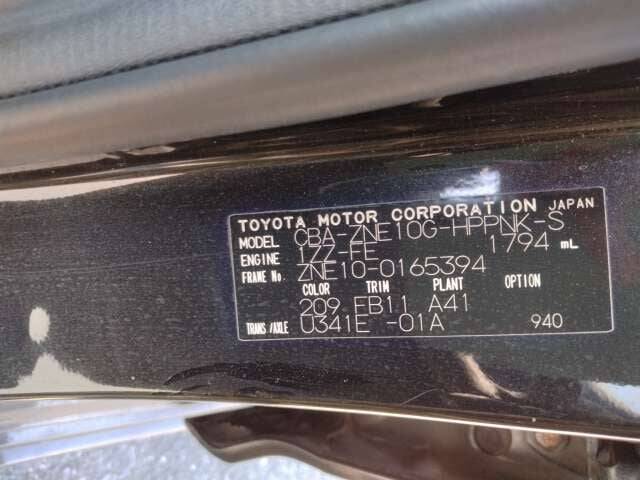 TOYOTA MOTOR CORPORATION JAPAN
MODEL CBA-ZNE10G-HPPNK-S
ENGINE 1ZZ-FE 1794 mL
FRAME No. ZNE10-0165394
COLOR TRIM PLANT OPTION
209 FB11 A41
TRANS/AXLE U341E -01A 940